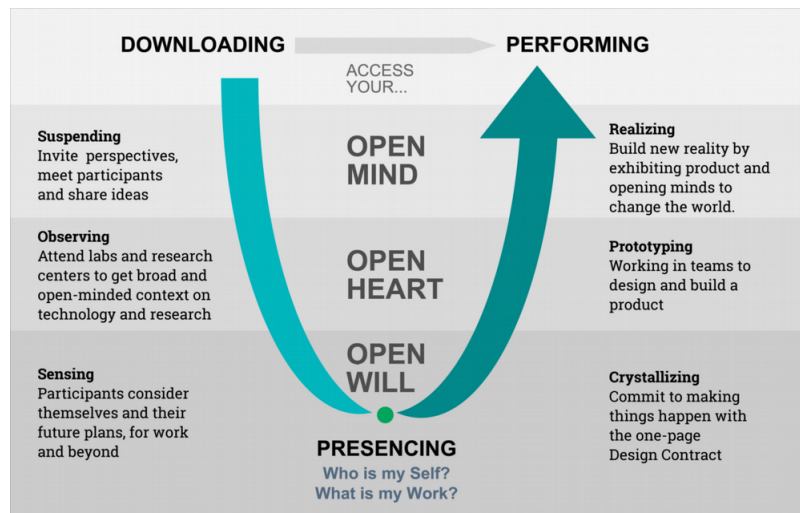 DOWNLOADING
PERFORMING
ACCESS
YOUR...
Suspending
Invite perspectives,
meet participants
and share ideas
OPEN
MIND
Realizing
Build new reality by
exhibiting product and
opening minds to
change the world.
Observing
Attend labs and research
centers to get broad and
open-minded context on
technology and research
OPEN
HEART
Prototyping
Working in teams to
design and build a
product
Sensing
Participants consider
themselves and their
future plans, for work
and beyond
OPEN
WILL
Crystallizing
Commit to making
things happen with
the one-page
Design Contract
PRESENCING
Who is my Self?
What is my Work?